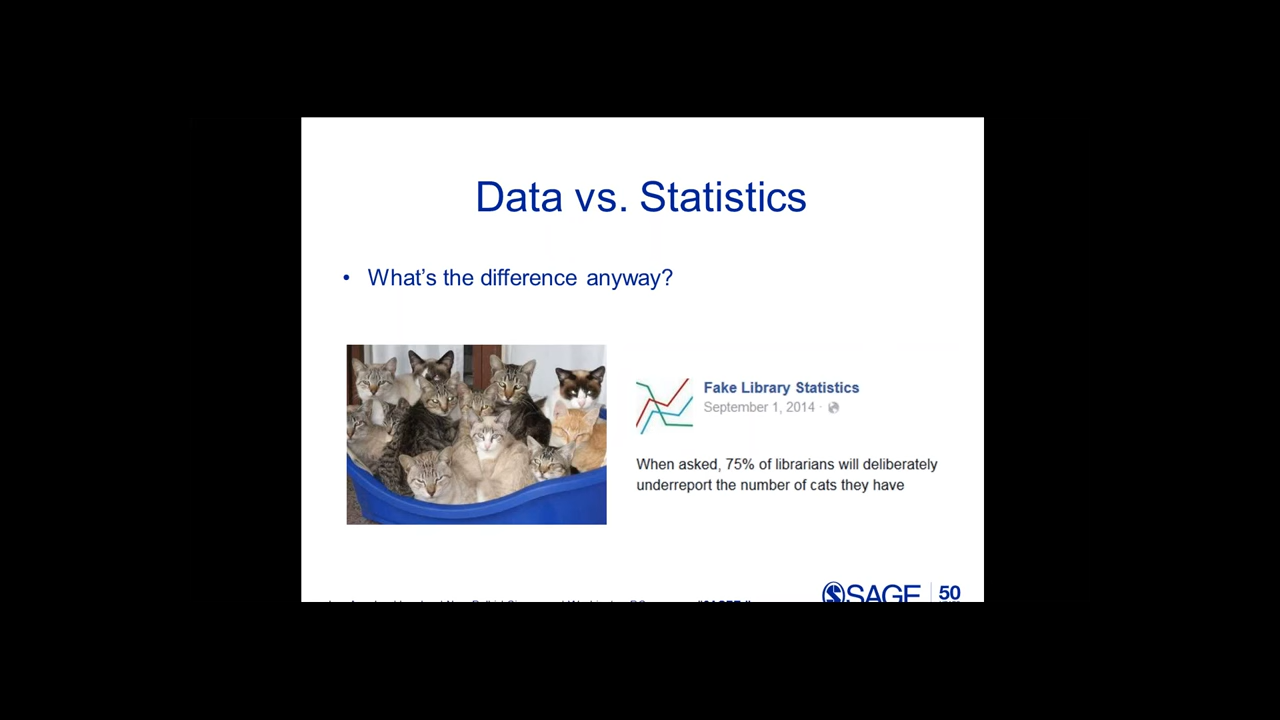 Data vs. Statistics
• What's the difference anyway?
Fake Library Statistics
September 1, 2014 ·
When asked, 75% of librarians will deliberately
underreport the number of cats they have
SAGE
50